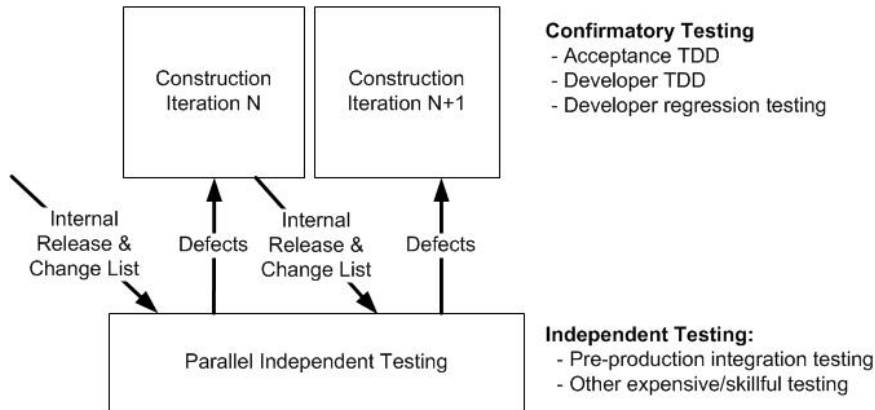 Construction
Iteration N
Construction
Iteration N+1
Confirmatory Testing
- Acceptance TDD
- Developer TDD
- Developer regression testing
Internal
Release &
Change List
Defects
Internal
Release &
Change List
Defects
Parallel Independent Testing
Independent Testing:
- Pre-production integration testing
- Other expensive/skillful testing